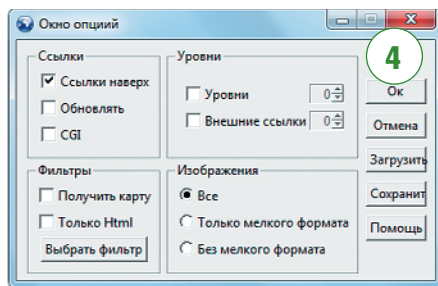 Окно опциий
4
Ссылки
Ссылки наверх
Обновлять
CGI
Уровни
Уровни 0
Внешние ссылки 0
Фильтры
Получить карту
Только Html
Выбрать фильтр
Изображения
Все
Только мелкого формата
Без мелкого формата
Ок
Отмена
Загрузить
Сохранит
Помощь